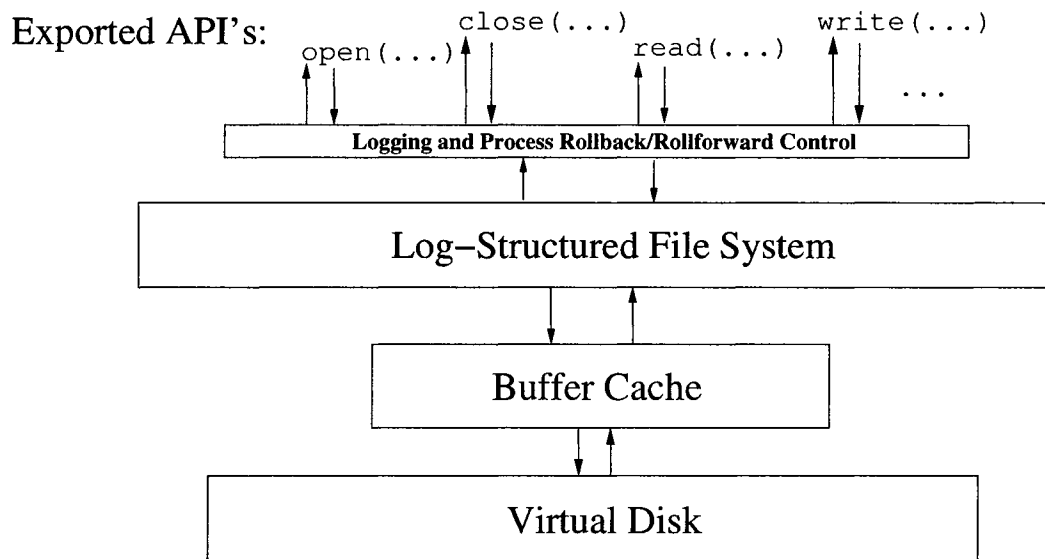 Exported API's:
open(...)
close(...)
read(...)
write(...)
...
Logging and Process Rollback/Rollforward Control
Log-Structured File System
Buffer Cache
Virtual Disk